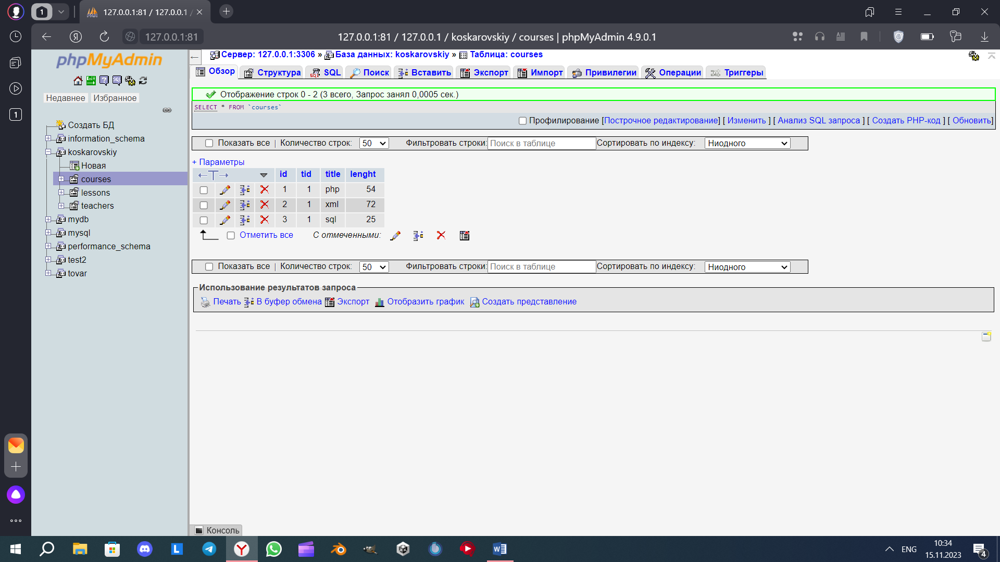 1
127.0.0.1:81 / 127.0.0.1 /
127.0.0.1:81
127.0.0.1:81 / 127.0.0.1 / koskarovskiy / courses | phpMyAdmin 4.9.0.1
1
phpMyAdmin
Недавнее Избранное
Создать БД
information_schema
koskarovskiy
Новая
courses
lessons
teachers
mydb
mysql
performance_schema
test2
tovar
Сервер: 127.0.0.1:3306 » База данных: koskarovskiy » Таблица: courses
Обзор Структура SQL Поиск Вставить Экспорт Импорт Привилегии Операции Триггеры
Отображение строк 0 - 2 (3 всего, Запрос занял 0,0005 сек.)
SELECT * FROM `courses`
Профилирование [Построчное редактирование] [ Изменить ] [ Анализ SQL запроса ] [ Создать PHP-код ] [ Обновить]
Показать все | Количество строк: 50 Фильтровать строки: Поиск в таблице Сортировать по индексу: Ниодного
+ Параметры
←T→ id tid title lenght
1 1 php 54
2 1 xml 72
3 1 sql 25
Отметить все С отмеченными:
Показать все | Количество строк: 50 Фильтровать строки: Поиск в таблице Сортировать по индексу: Ниодного
Использование результатов запроса
Печать В буфер обмена Экспорт Отобразить график Создать представление
Консоль
ENG
10:34
15.11.2023
4